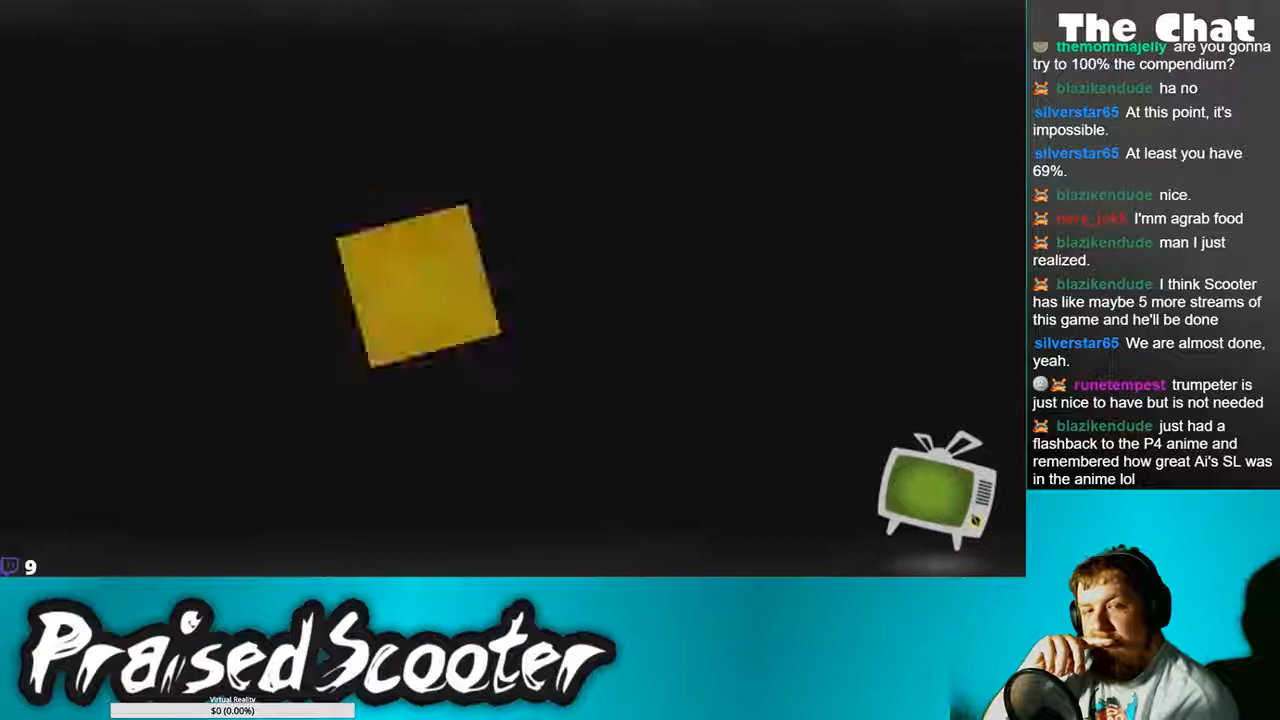 The Chat
themommajelly are you gonna
try to 100% the compendium?
blazikendude ha no
silverstar65 At this point, it's
impossible.
silverstar65 At least you have
69%.
blazikendude nice.
nero_jokk I'mm agrab food
blazikendude man I just
realized.
blazikendude I think Scooter
has like maybe 5 more streams of
this game and he'll be done
silverstar65 We are almost done,
yeah.
runetempest trumpeter is
just nice to have but is not needed
blazikendude just had a
flashback to the P4 anime and
remembered how great Ai's SL was
in the anime lol
9
PraisedScooter
Virtual Reality
$0 (0.00%)